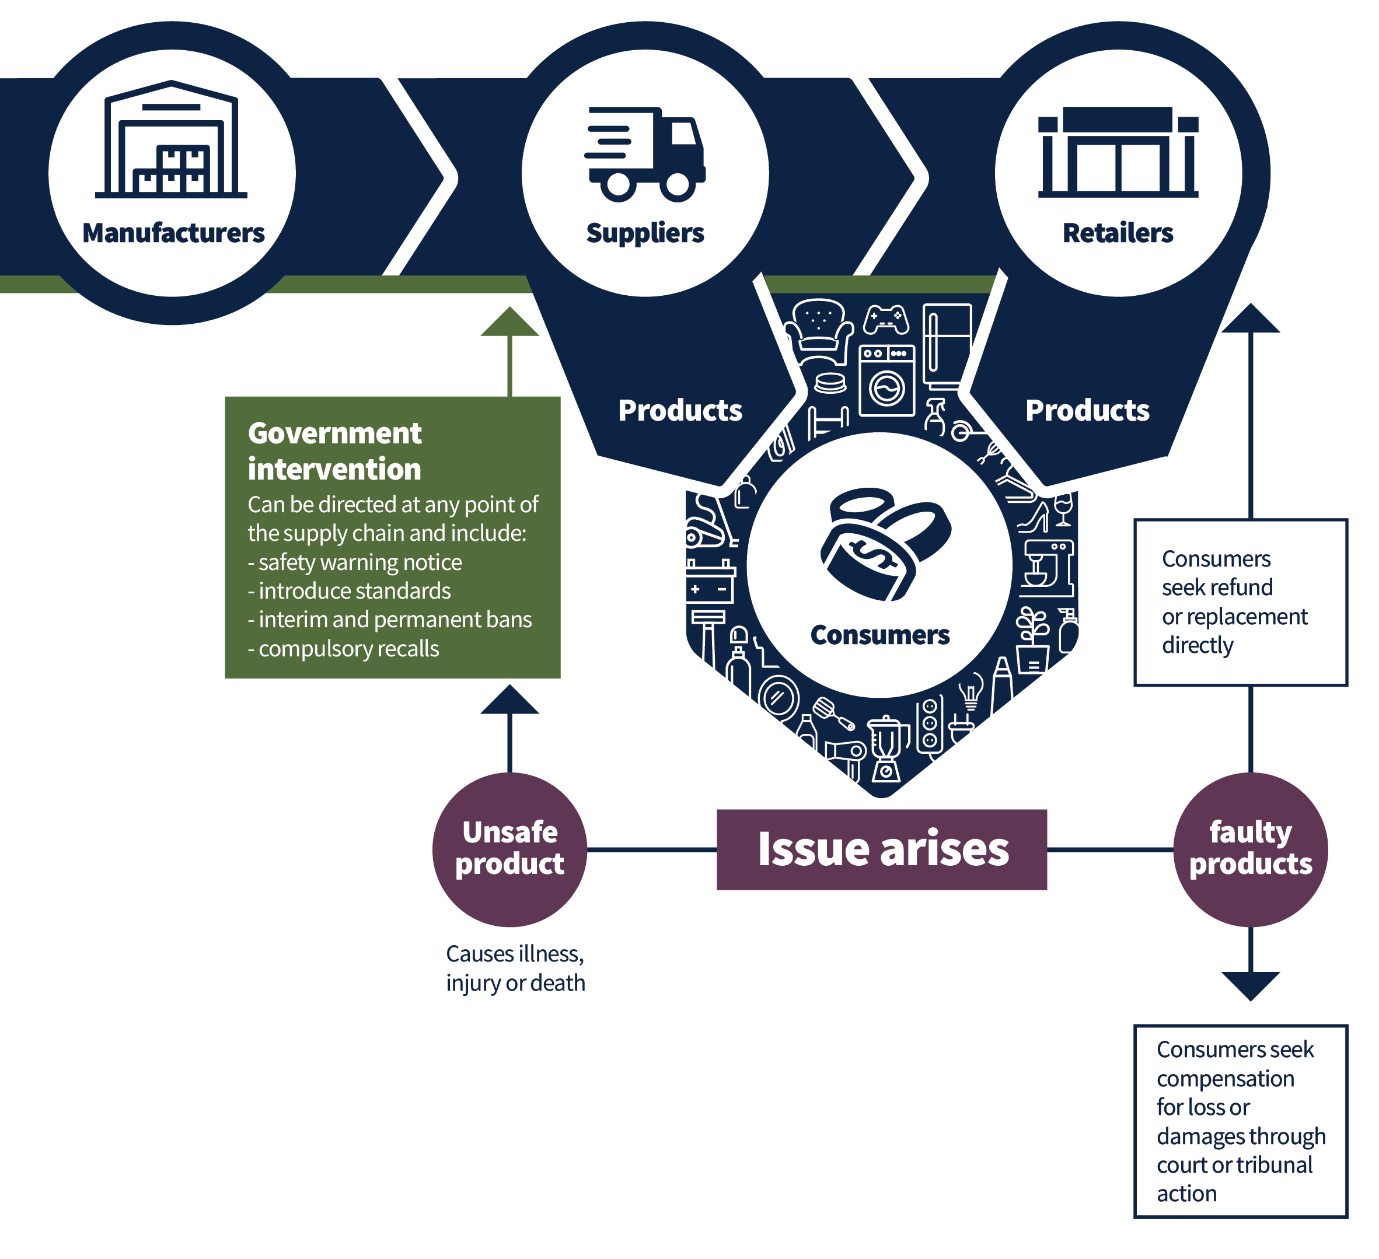 Manufacturers
Suppliers
Retailers
Products
Products
Government
intervention
Can be directed at any point of
the supply chain and include:
- safety warning notice
- introduce standards
- interim and permanent bans
- compulsory recalls
Consumers
Consumers
seek refund
or replacement
directly
Unsafe
product
Issue arises
faulty
products
Causes illness,
injury or death
Consumers seek
compensation
for loss or
damages through
court or tribunal
action